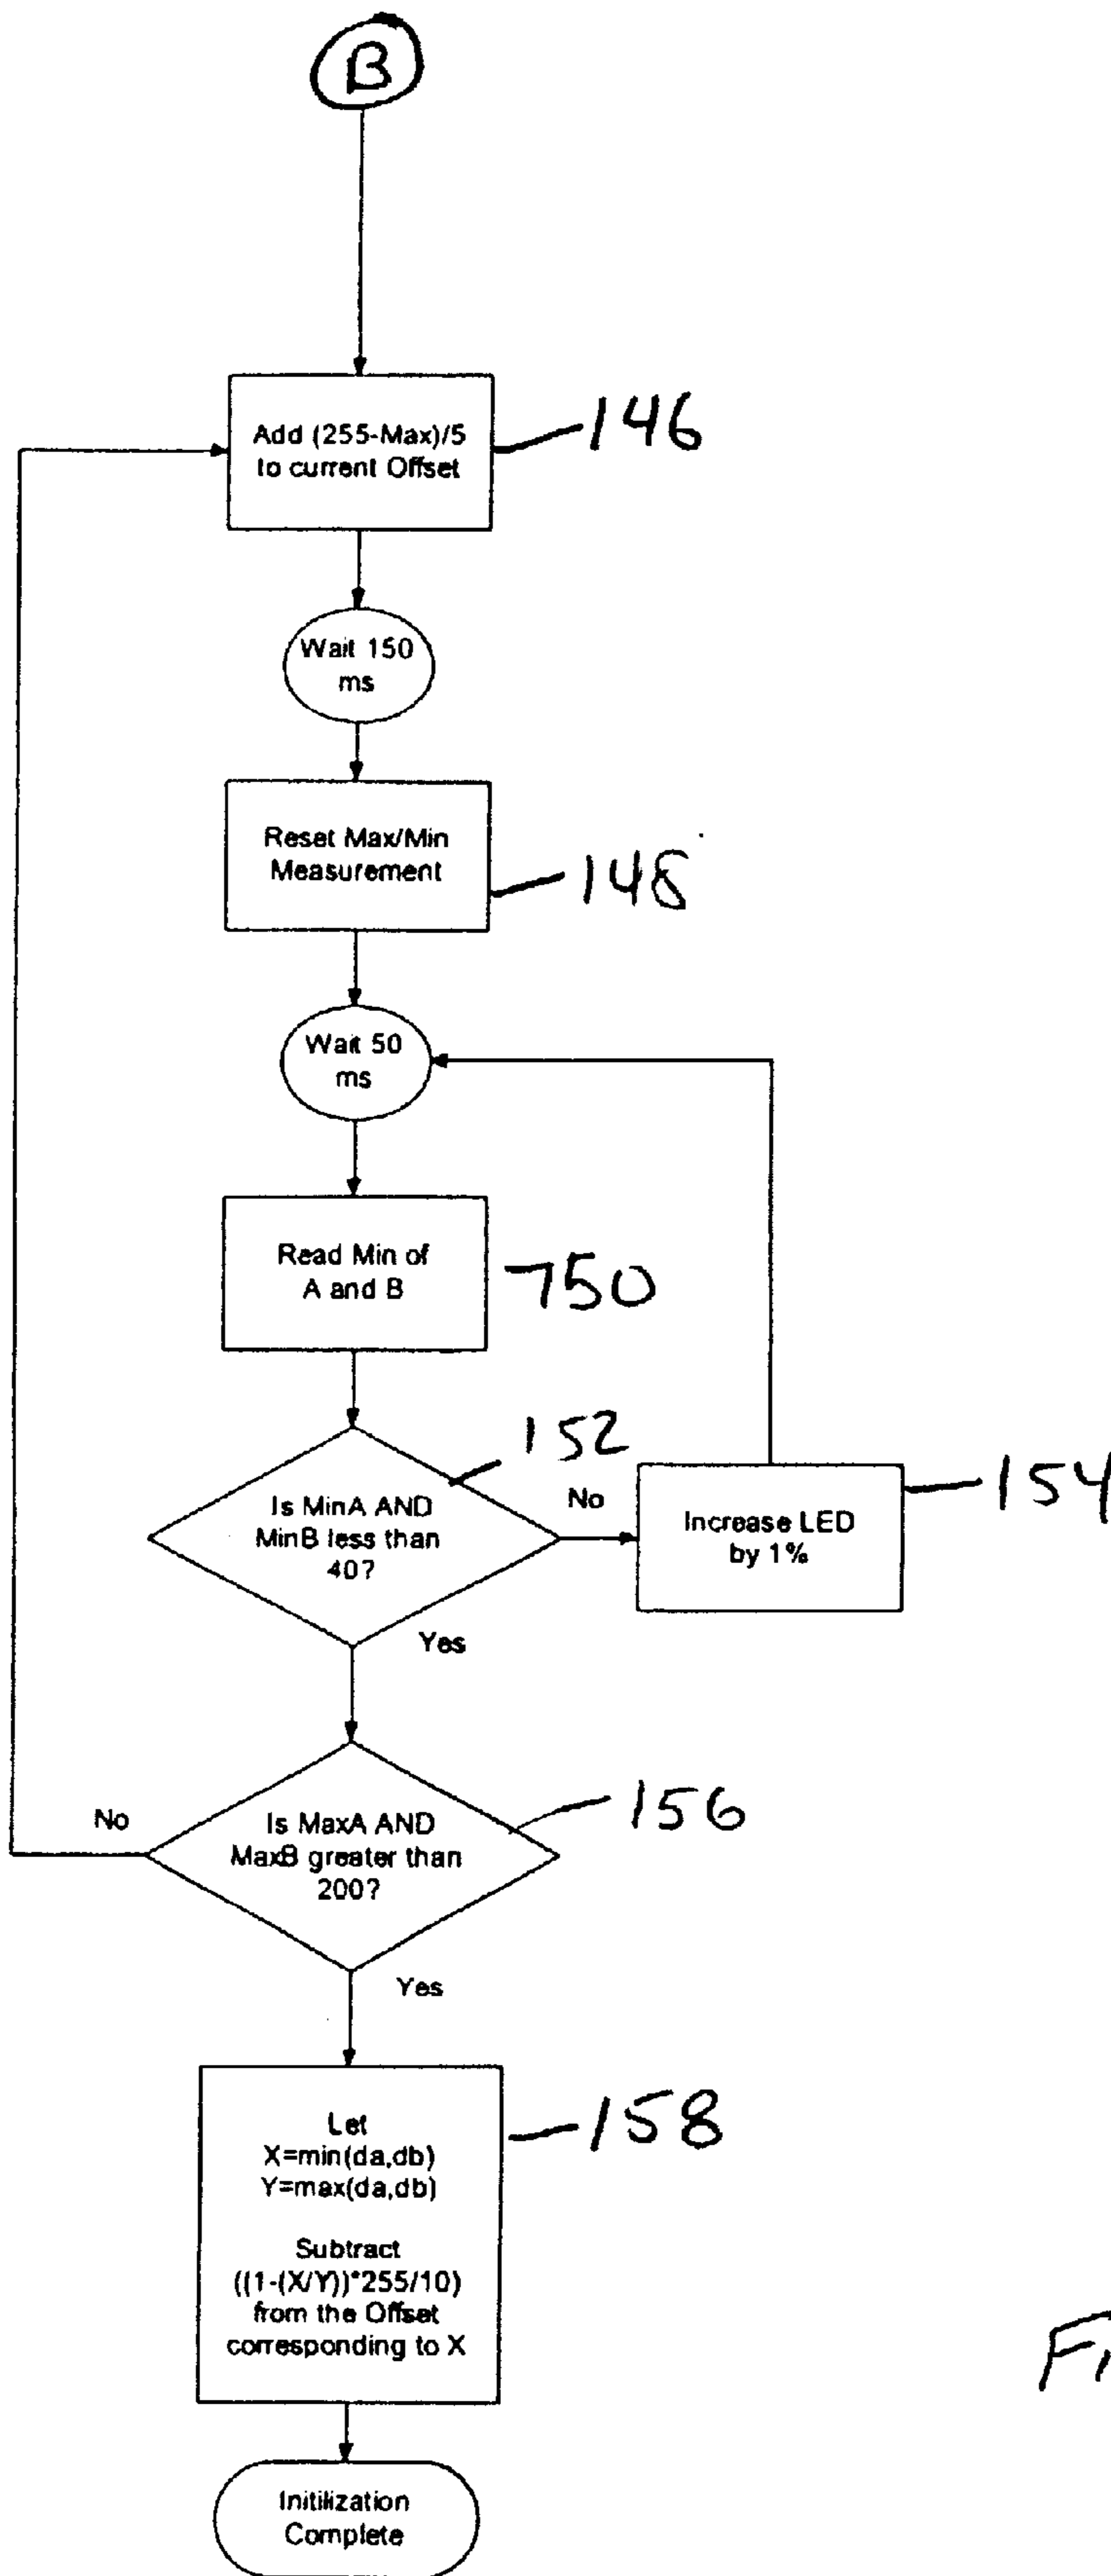 B
Add (255-Max)/5
to current Offset
146
Wait 150
ms
Reset Max/Min
Measurement
148
Wait 50
ms
Read Min of
A and B
750
152
Is MinA AND
MinB less than
40?
No
Increase LED
by 1%
154
Yes
No
Is MaxA AND
MaxB greater than
200?
156
Yes
Let
X=min(da,db)
Y=max(da,db)
Subtract
((1-(X/Y))*255/10)
from the Offset
corresponding to X
158
Initilization
Complete